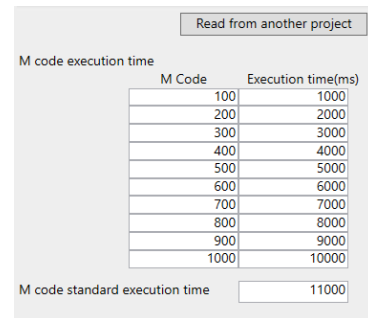 Read from another project
M code execution time
M Code Execution time(ms)
100 1000
200 2000
300 3000
400 4000
500 5000
600 6000
700 7000
800 8000
900 9000
1000 10000
M code standard execution time 11000